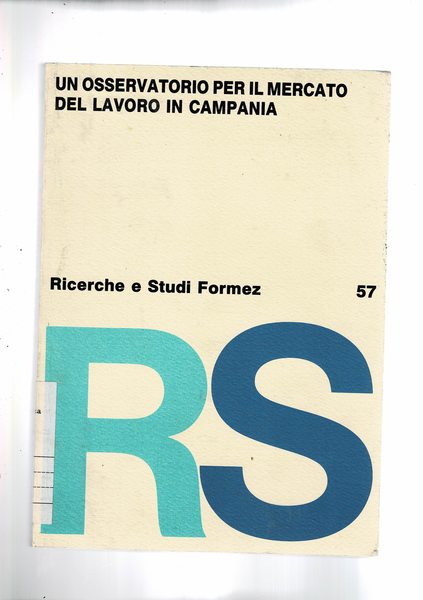 UN OSSERVATORIO PER IL MERCATO
DEL LAVORO IN CAMPANIA
Ricerche e Studi Formez 57
RS